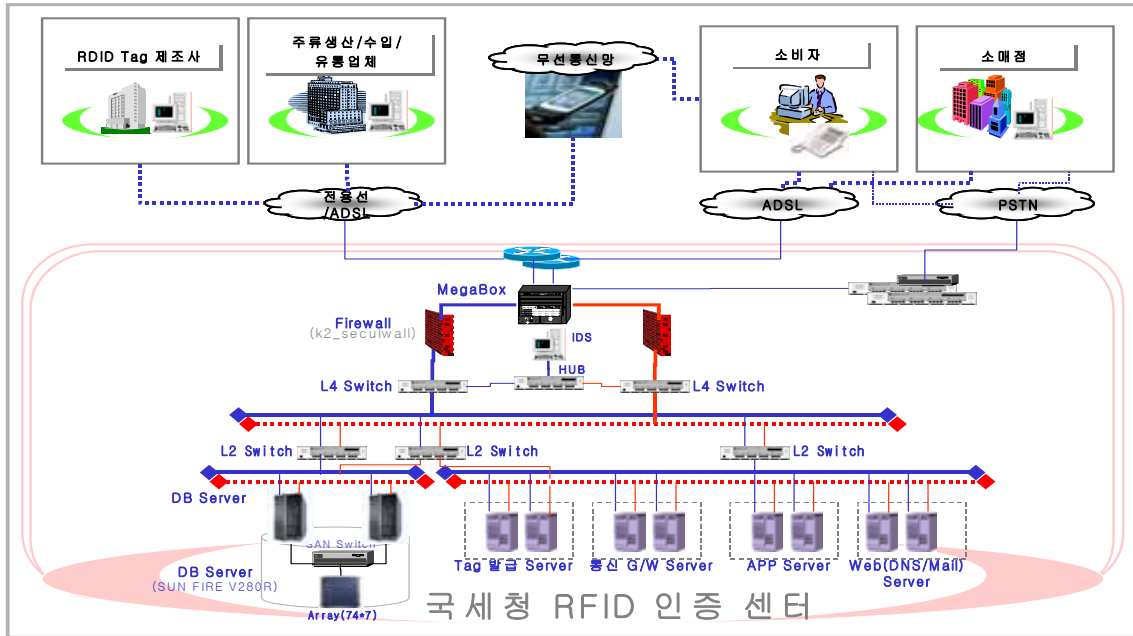 RDID Tag 제조사
주류생산/수입/
유통업체
무선통신망
소비자
소매점
전용선
/ADSL
ADSL
PSTN
MegaBox
Firewall
(k2_seculwall)
IDS
HUB
L4 Switch
L4 Switch
L2 Switch
L2 Switch
L2 Switch
DB Server
SAN Switch
DB Server
(SUN FIRE V280R)
Array(74*7)
Tag 발급 Server
통신 G/W Server
APP Server
Web(DNS/Mail)
Server
국세청 RFID 인증 센터